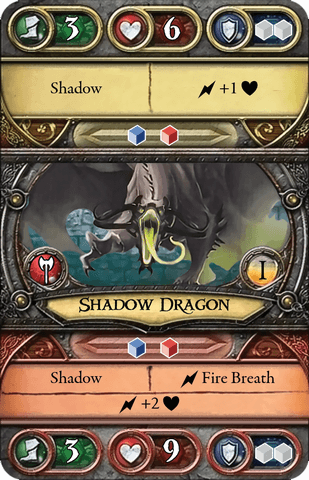 3 6
Shadow +1
SHADOW DRAGON
I
Shadow Fire Breath
+2
3 9